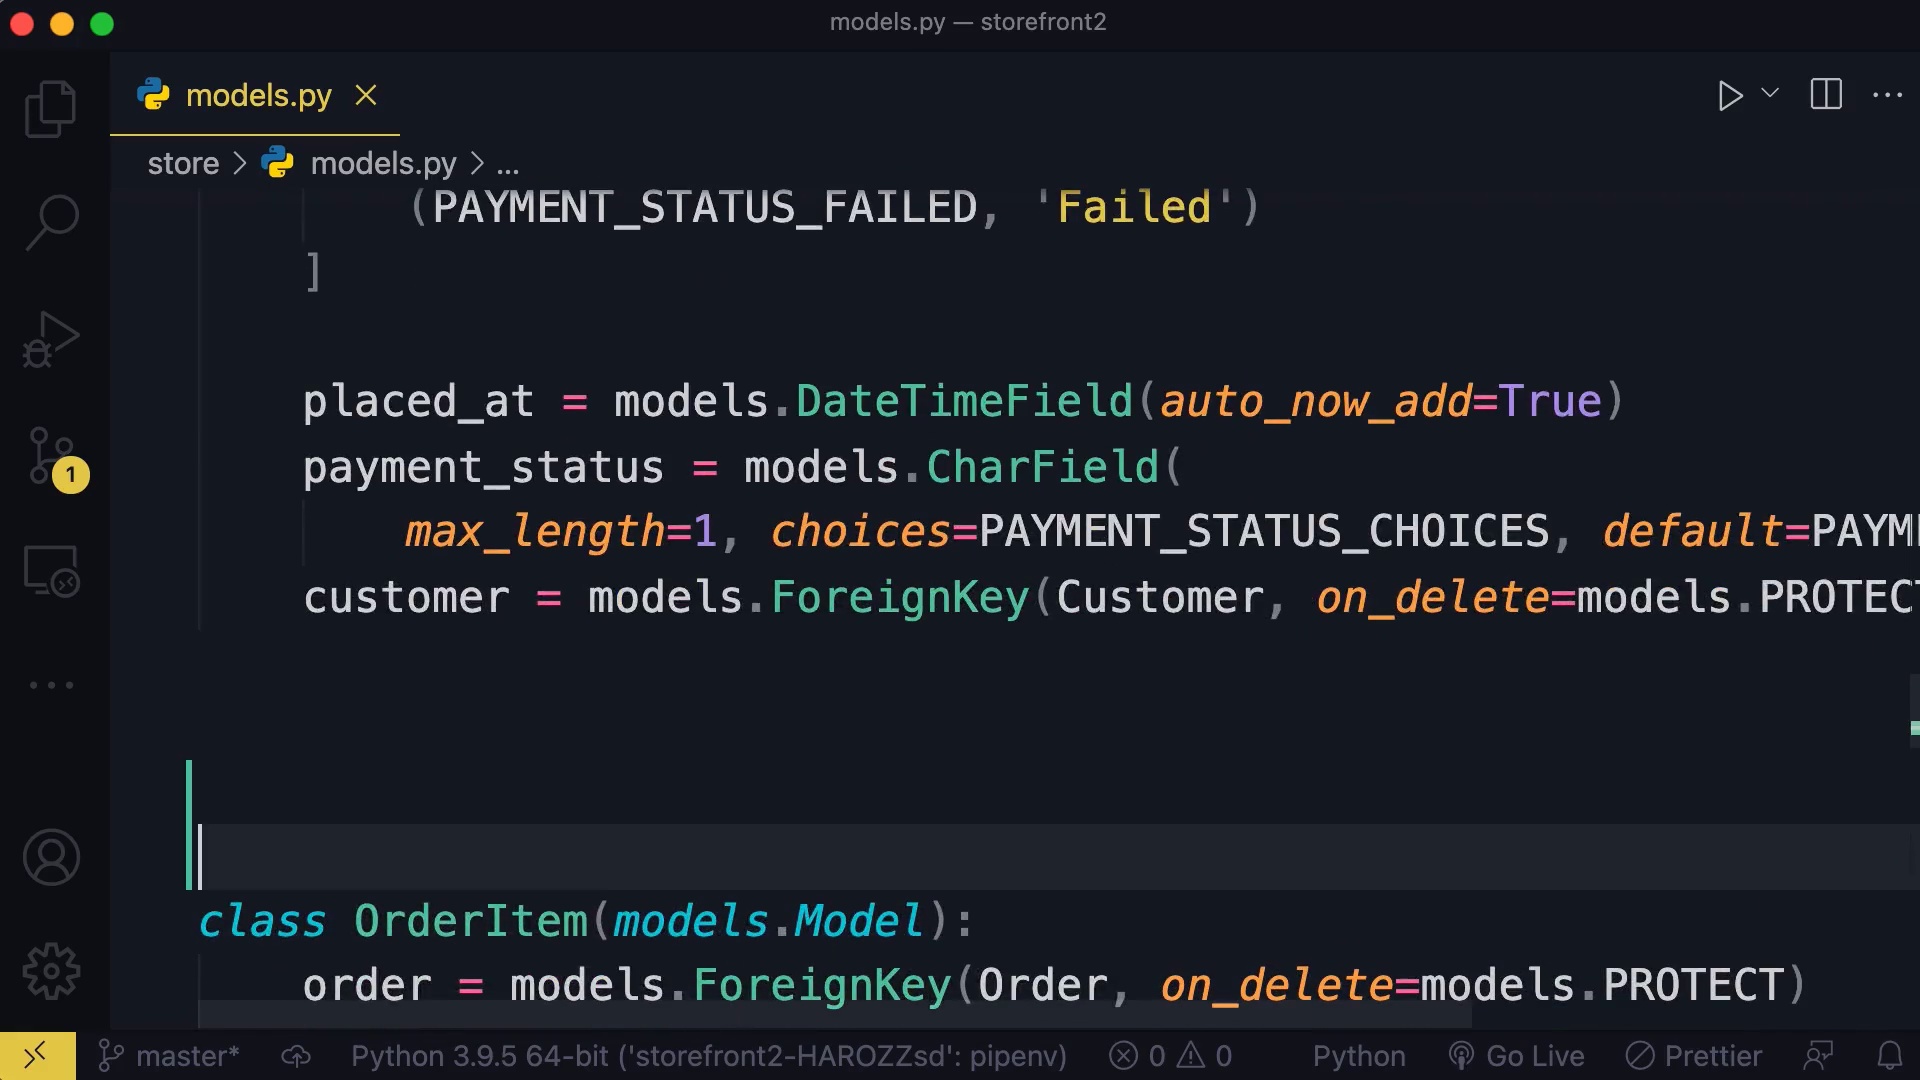 models.py — storefront2
models.py
store > models.py > ...
(PAYMENT_STATUS_FAILED, 'Failed')
]
placed_at = models.DateTimeField(auto_now_add=True)
payment_status = models.CharField(
max_length=1, choices=PAYMENT_STATUS_CHOICES, default=PAYM
customer = models.ForeignKey(Customer, on_delete=models.PROTECT
class OrderItem(models.Model):
order = models.ForeignKey(Order, on_delete=models.PROTECT)
1
master* Python 3.9.5 64-bit ('storefront2-HAROZZsd': pipenv) 0 0 Python Go Live Prettier